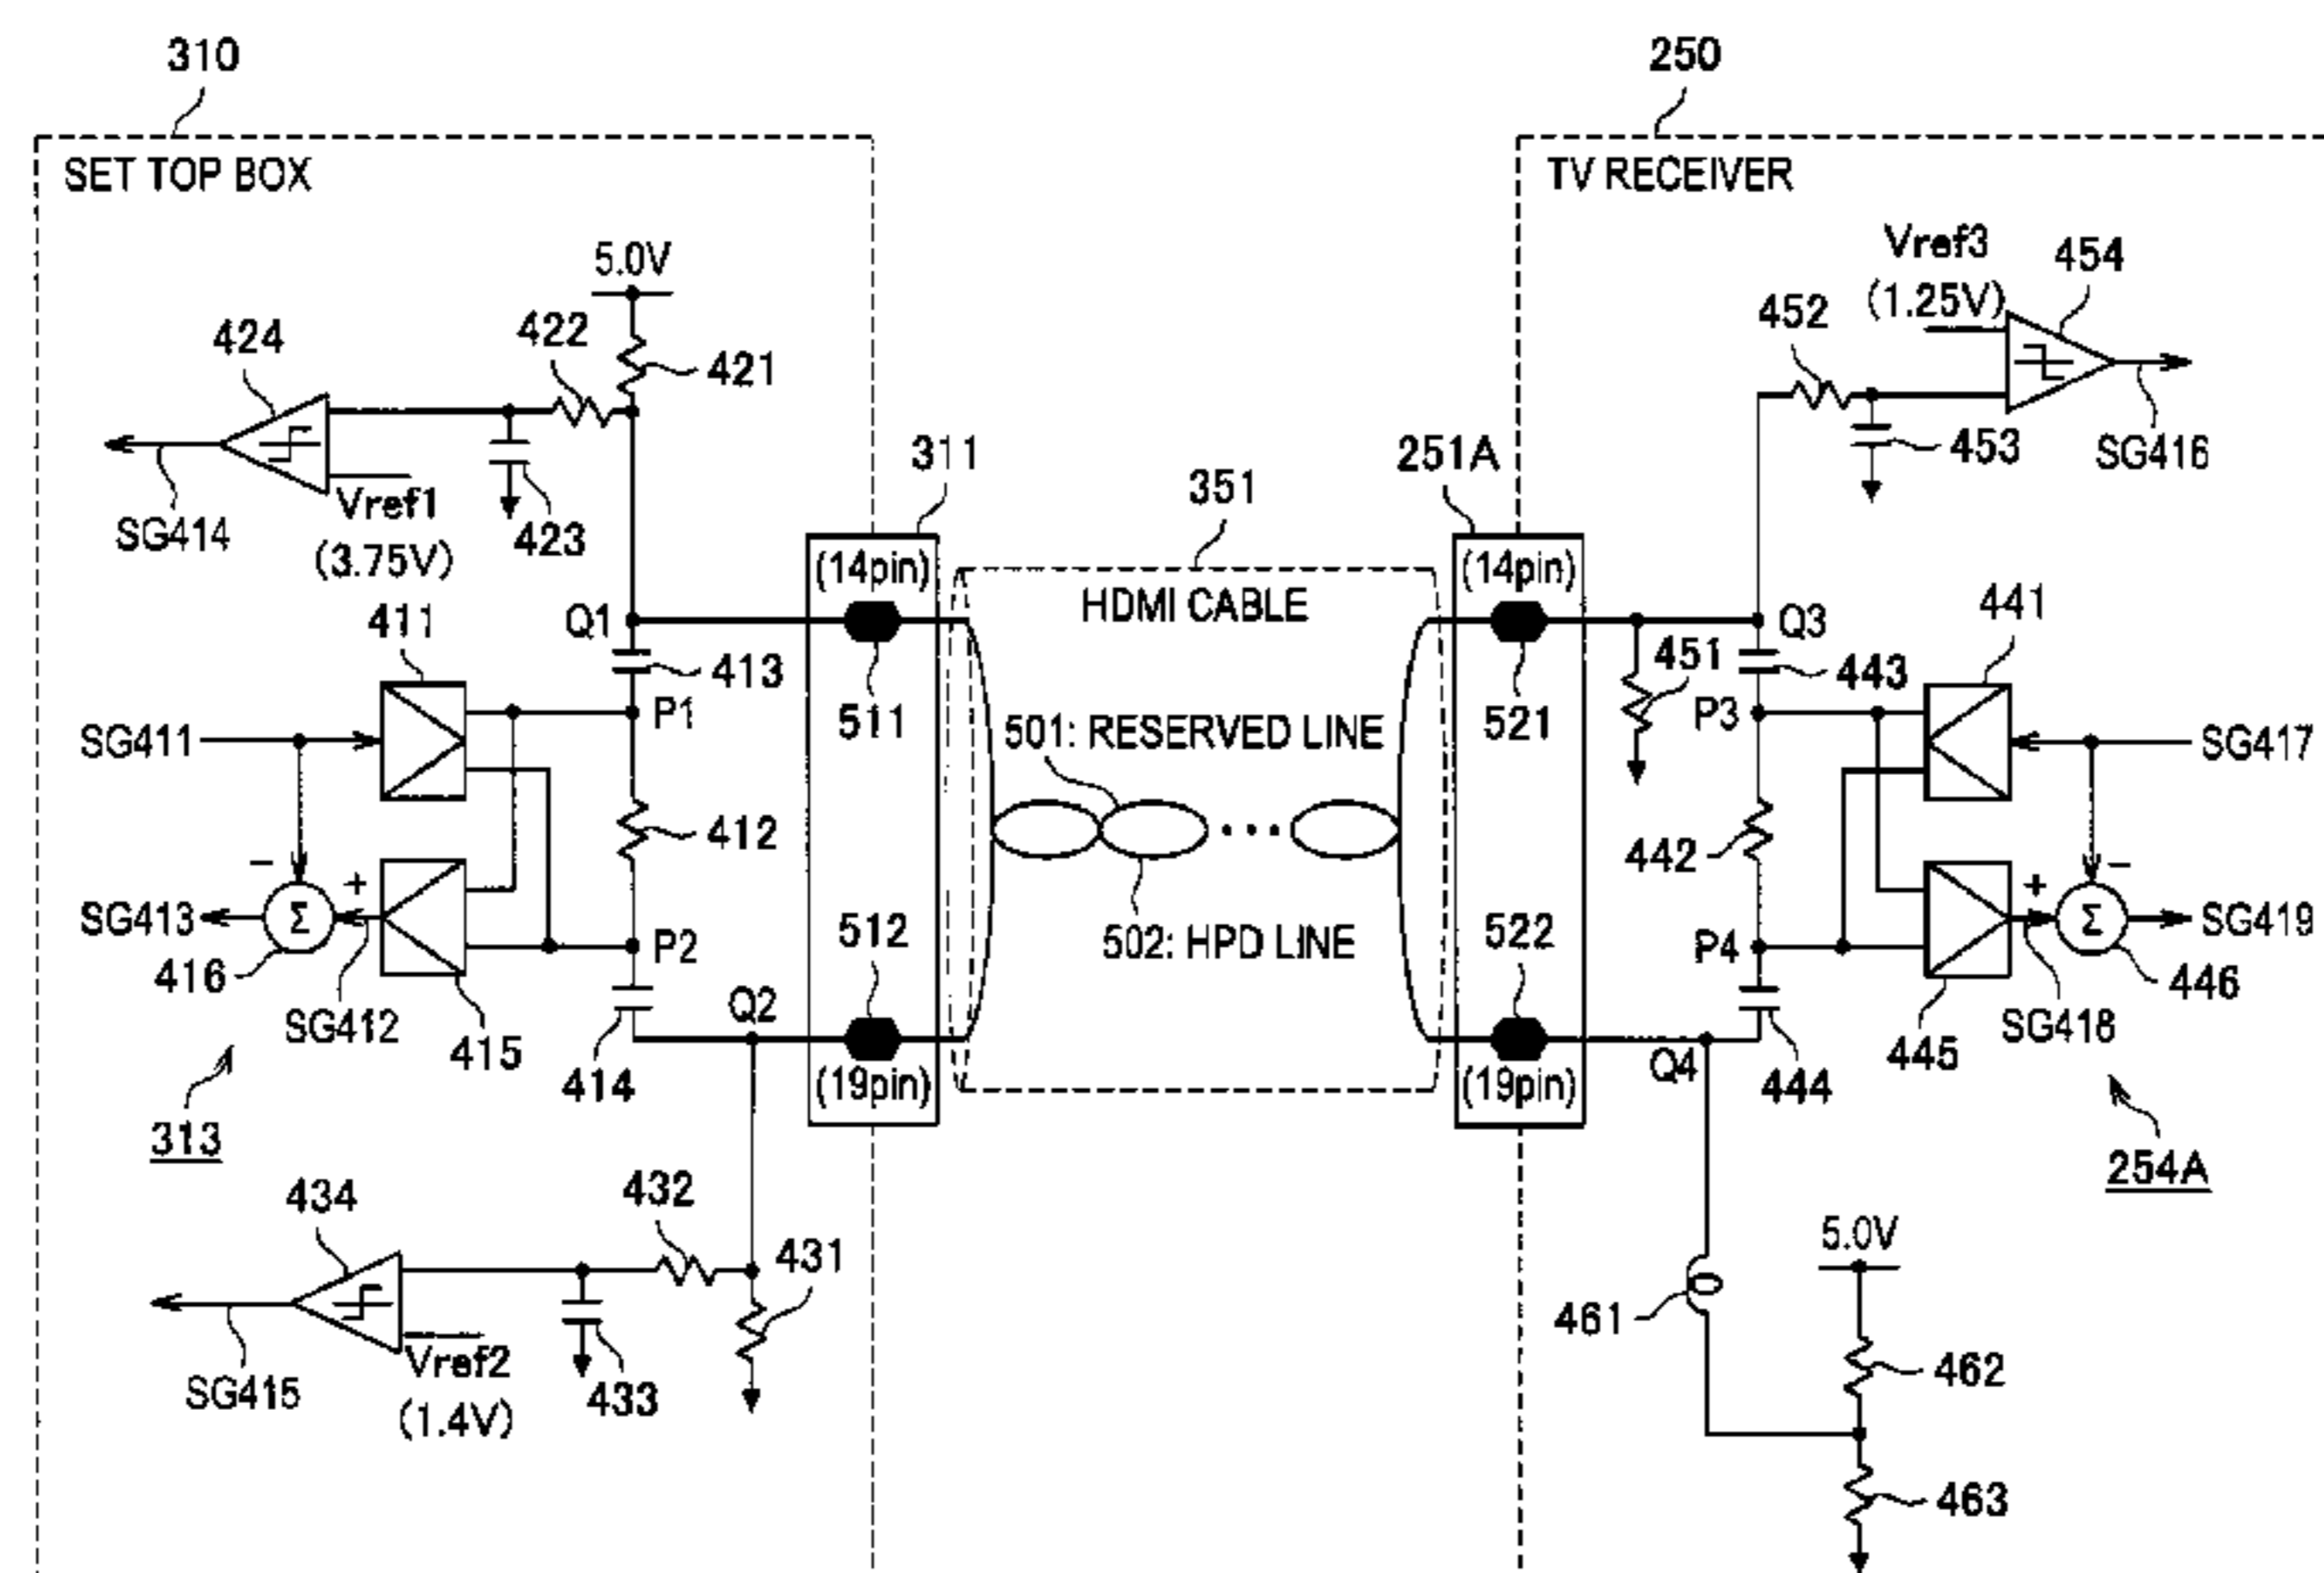 310
250
SET TOP BOX
TV RECEIVER
5.0V
Vref3
(1.25V)
454
424
422
421
452
453
SG416
SG414
Vref1
(3.75V)
423
311
351
251A
(14pin)
HDMI CABLE
(14pin)
411
Q1
413
511
P1
521
451
Q3
443
441
P3
SG411
501: RESERVED LINE
SG417
412
442
SG413
− + Σ
416
SG412
415
P2
414
Q2
512
502: HPD LINE
522
P4
+ − Σ
SG419
446
SG418
445
444
Q4
(19pin)
(19pin)
313
254A
434
432
431
SG415
Vref2
(1.4V)
433
5.0V
461
462
463